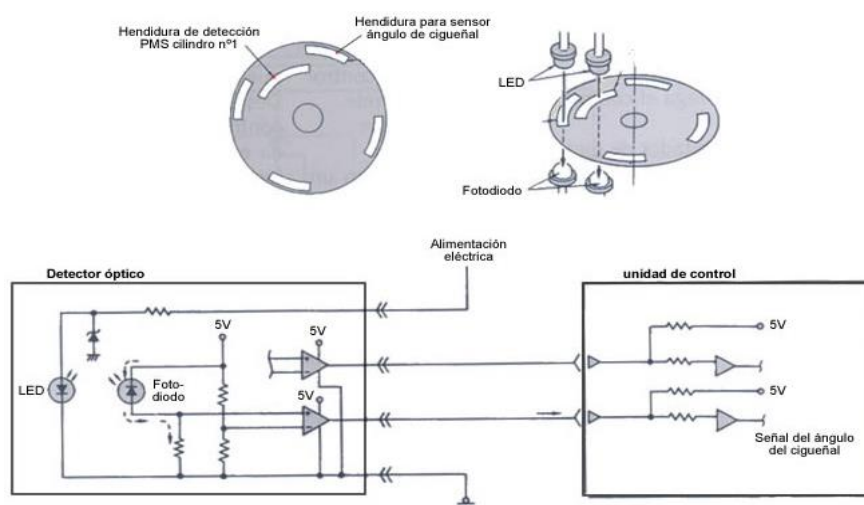 Hendidura de detección
PMS cilindro nº1
Hendidura para sensor
ángulo de cigueñal
LED
Fotodiodo
Alimentación
eléctrica
Detector óptico
unidad de control
5V
5V
5V
LED
Foto-
diodo
5V
5V
Señal del ángulo
del cigueñal